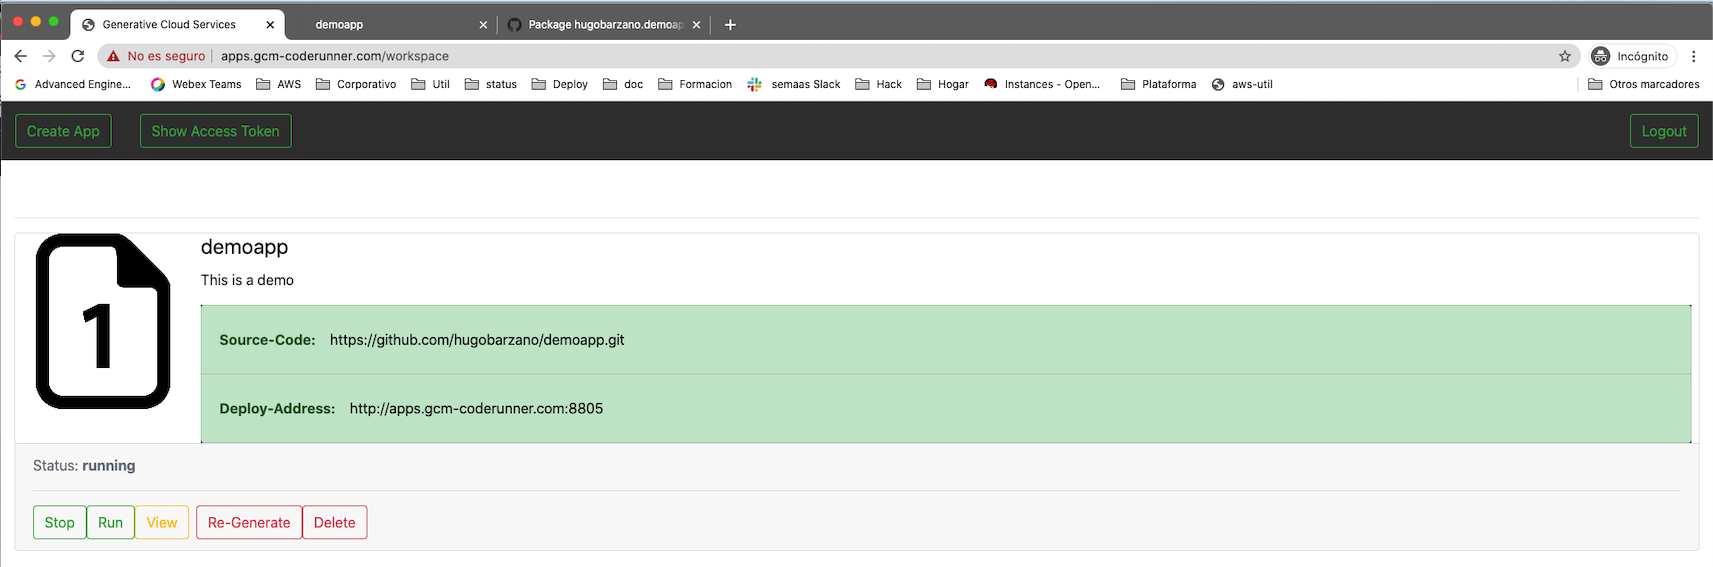 Generative Cloud Services
demoapp
Package hugobarzano.demoap
No es seguro
apps.gcm-coderunner.com/workspace
Incógnito
Advanced Engine...
Webex Teams
AWS
Corporativo
Util
status
Deploy
doc
Formacion
semaas Slack
Hack
Hogar
Instances - Open...
Plataforma
aws-util
Otros marcadores
Create App
Show Access Token
Logout
1
demoapp
This is a demo
Source-Code: https://github.com/hugobarzano/demoapp.git
Deploy-Address: http://apps.gcm-coderunner.com:8805
Status: running
Stop
Run
View
Re-Generate
Delete